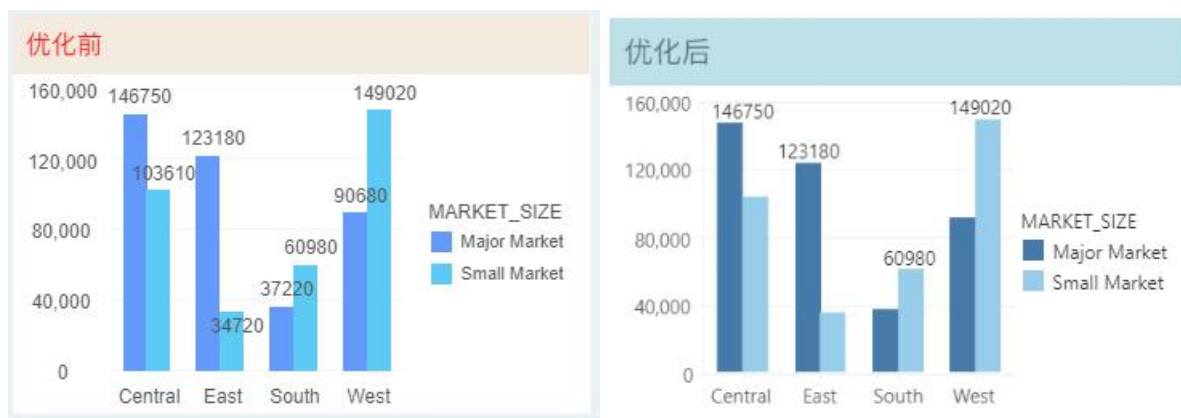 优化前
160,000
120,000
80,000
40,000
0
146750
103610
123180
34720
37220
60980
90680
149020
Central East South West
MARKET_SIZE
Major Market
Small Market
优化后
160,000
120,000
80,000
40,000
0
146750
123180
60980
149020
Central East South West
MARKET_SIZE
Major Market
Small Market